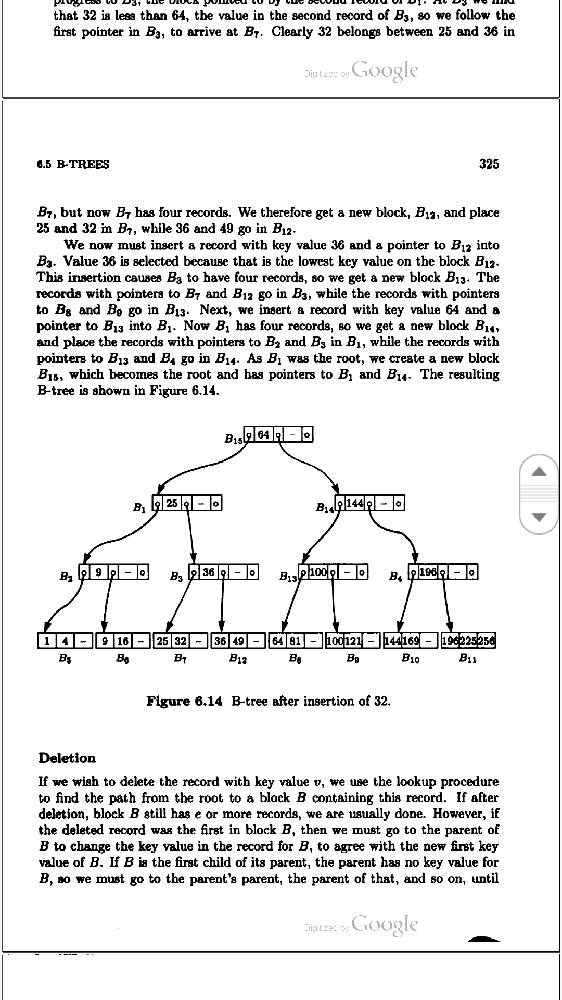 that 32 is less than 64, the value in the second record of B3, so we follow the
first pointer in B3, to arrive at B7. Clearly 32 belongs between 25 and 36 in
Digitized by Google
6.5 B-TREES 325
B7, but now B7 has four records. We therefore get a new block, B12, and place
25 and 32 in B7, while 36 and 49 go in B12.
We now must insert a record with key value 36 and a pointer to B12 into
B3. Value 36 is selected because that is the lowest key value on the block B12.
This insertion causes B3 to have four records, so we get a new block B13. The
records with pointers to B7 and B12 go in B3, while the records with pointers
to B8 and B9 go in B13. Next, we insert a record with key value 64 and a
pointer to B13 into B1. Now B1 has four records, so we get a new block B14,
and place the records with pointers to B2 and B3 in B1, while the records with
pointers to B13 and B4 go in B14. As B1 was the root, we create a new block
B15, which becomes the root and has pointers to B1 and B14. The resulting
B-tree is shown in Figure 6.14.
B15 64 -
B1 25 - B14 144 -
B2 9 - B3 36 - B13 100 - B4 196 -
1 4 - 9 16 - 25 32 - 36 49 - 64 81 - 100 121 - 144 169 - 196 225 256
B5 B6 B7 B12 B8 B9 B10 B11
Figure 6.14 B-tree after insertion of 32.
Deletion
If we wish to delete the record with key value v, we use the lookup procedure
to find the path from the root to a block B containing this record. If after
deletion, block B still has e or more records, we are usually done. However, if
the deleted record was the first in block B, then we must go to the parent of
B to change the key value in the record for B, to agree with the new first key
value of B. If B is the first child of its parent, the parent has no key value for
B, so we must go to the parent's parent, the parent of that, and so on, until
Digitized by Google